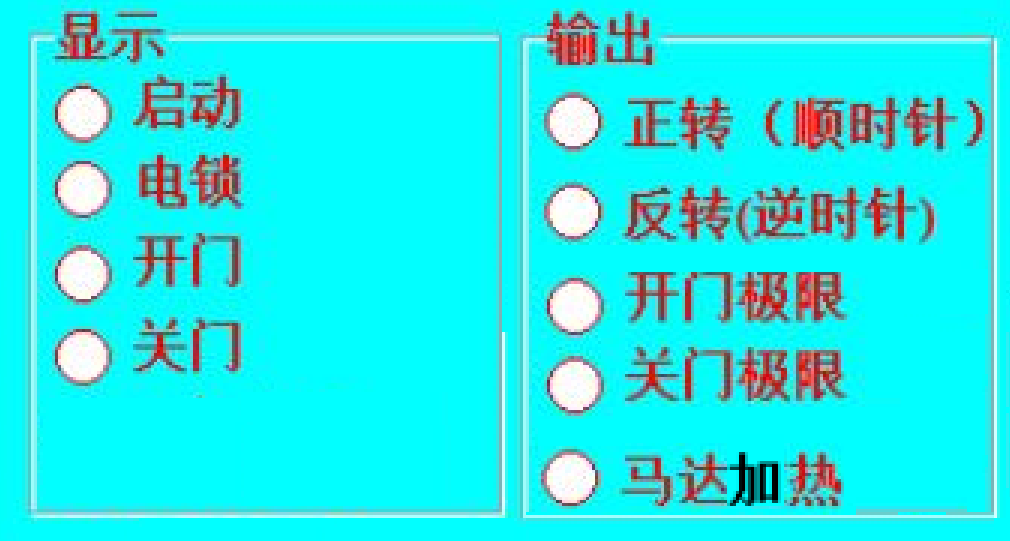 显示
启动
电锁
开门
关门
输出
正转（顺时针）
反转(逆时针)
开门极限
关门极限
马达加热